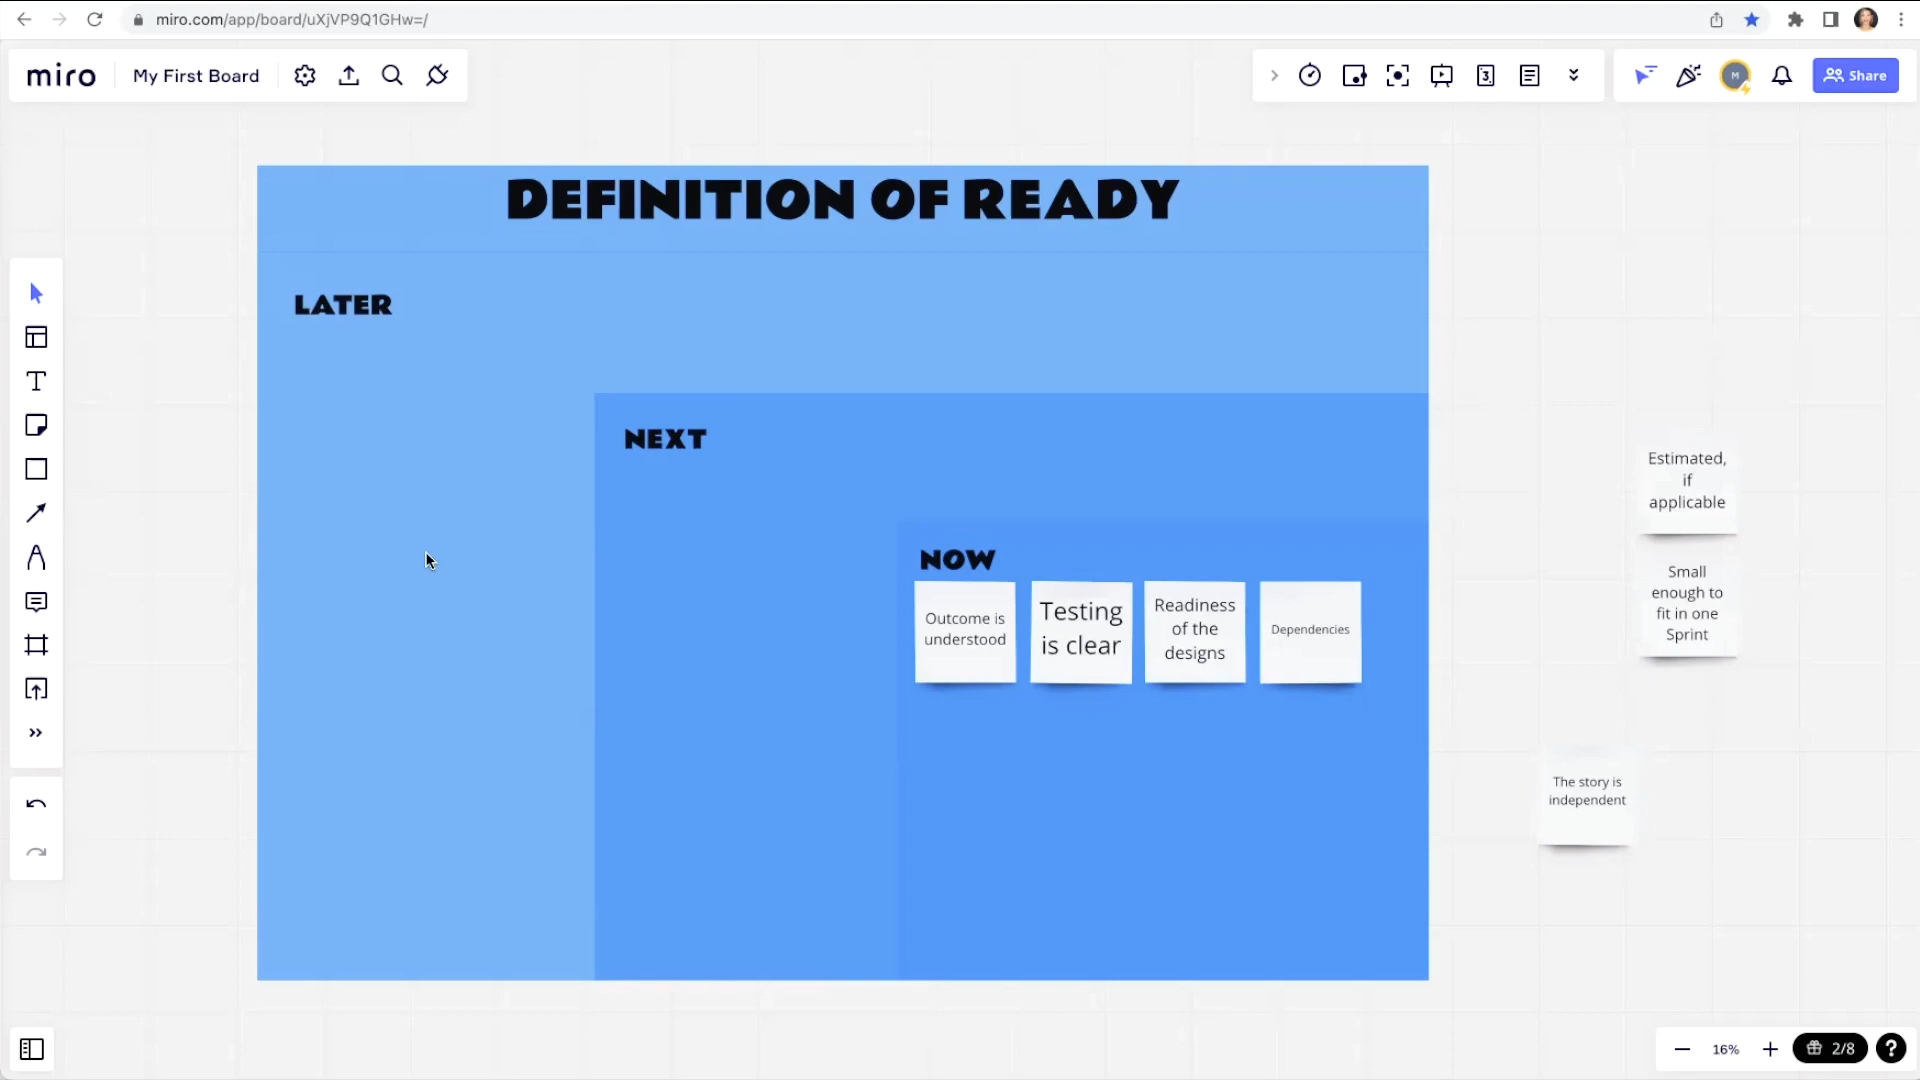 miro.com/app/board/uXjVP9Q1GHw=/
miro
My First Board
3
M
Share
DEFINITION OF READY
LATER
NEXT
NOW
Outcome is
understood
Testing
is clear
Readiness
of the
designs
Dependencies
Estimated,
if
applicable
Small
enough to
fit in one
Sprint
The story is
independent
16%
2/8
?